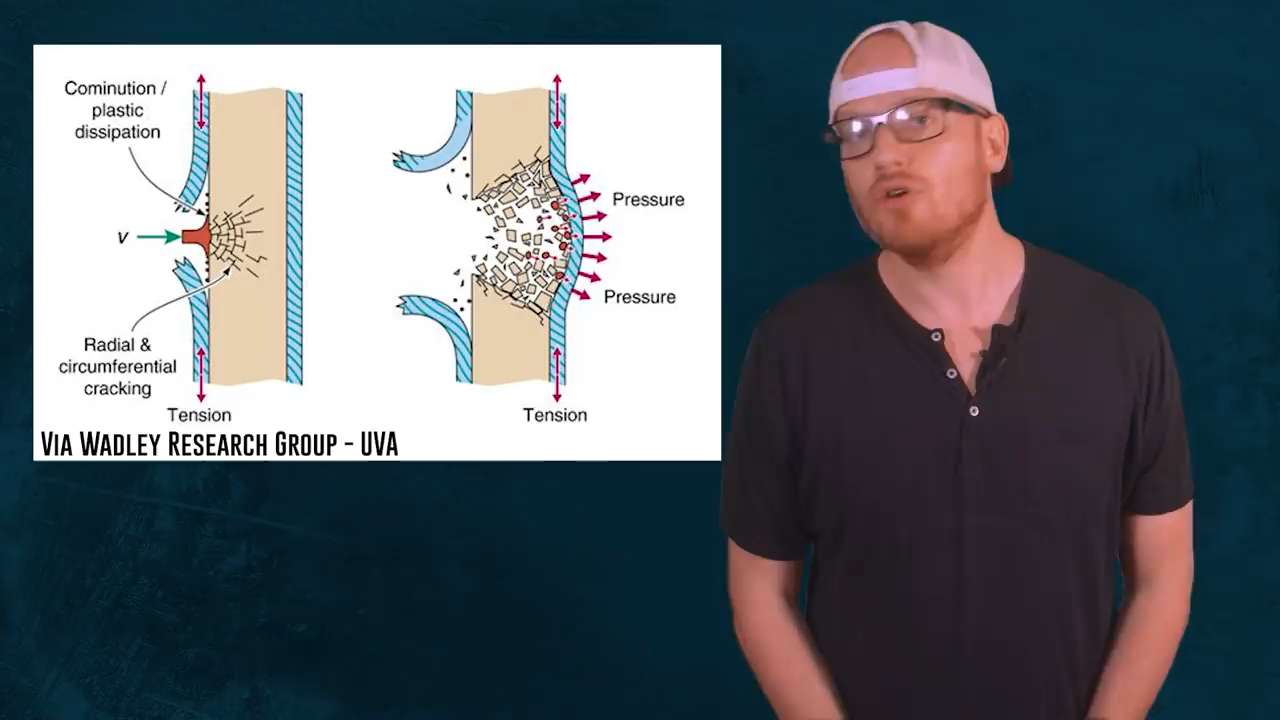 Cominution /
plastic
dissipation
v
Radial &
circumferential
cracking
Tension
Pressure
Pressure
Tension
VIA WADLEY RESEARCH GROUP - UVA